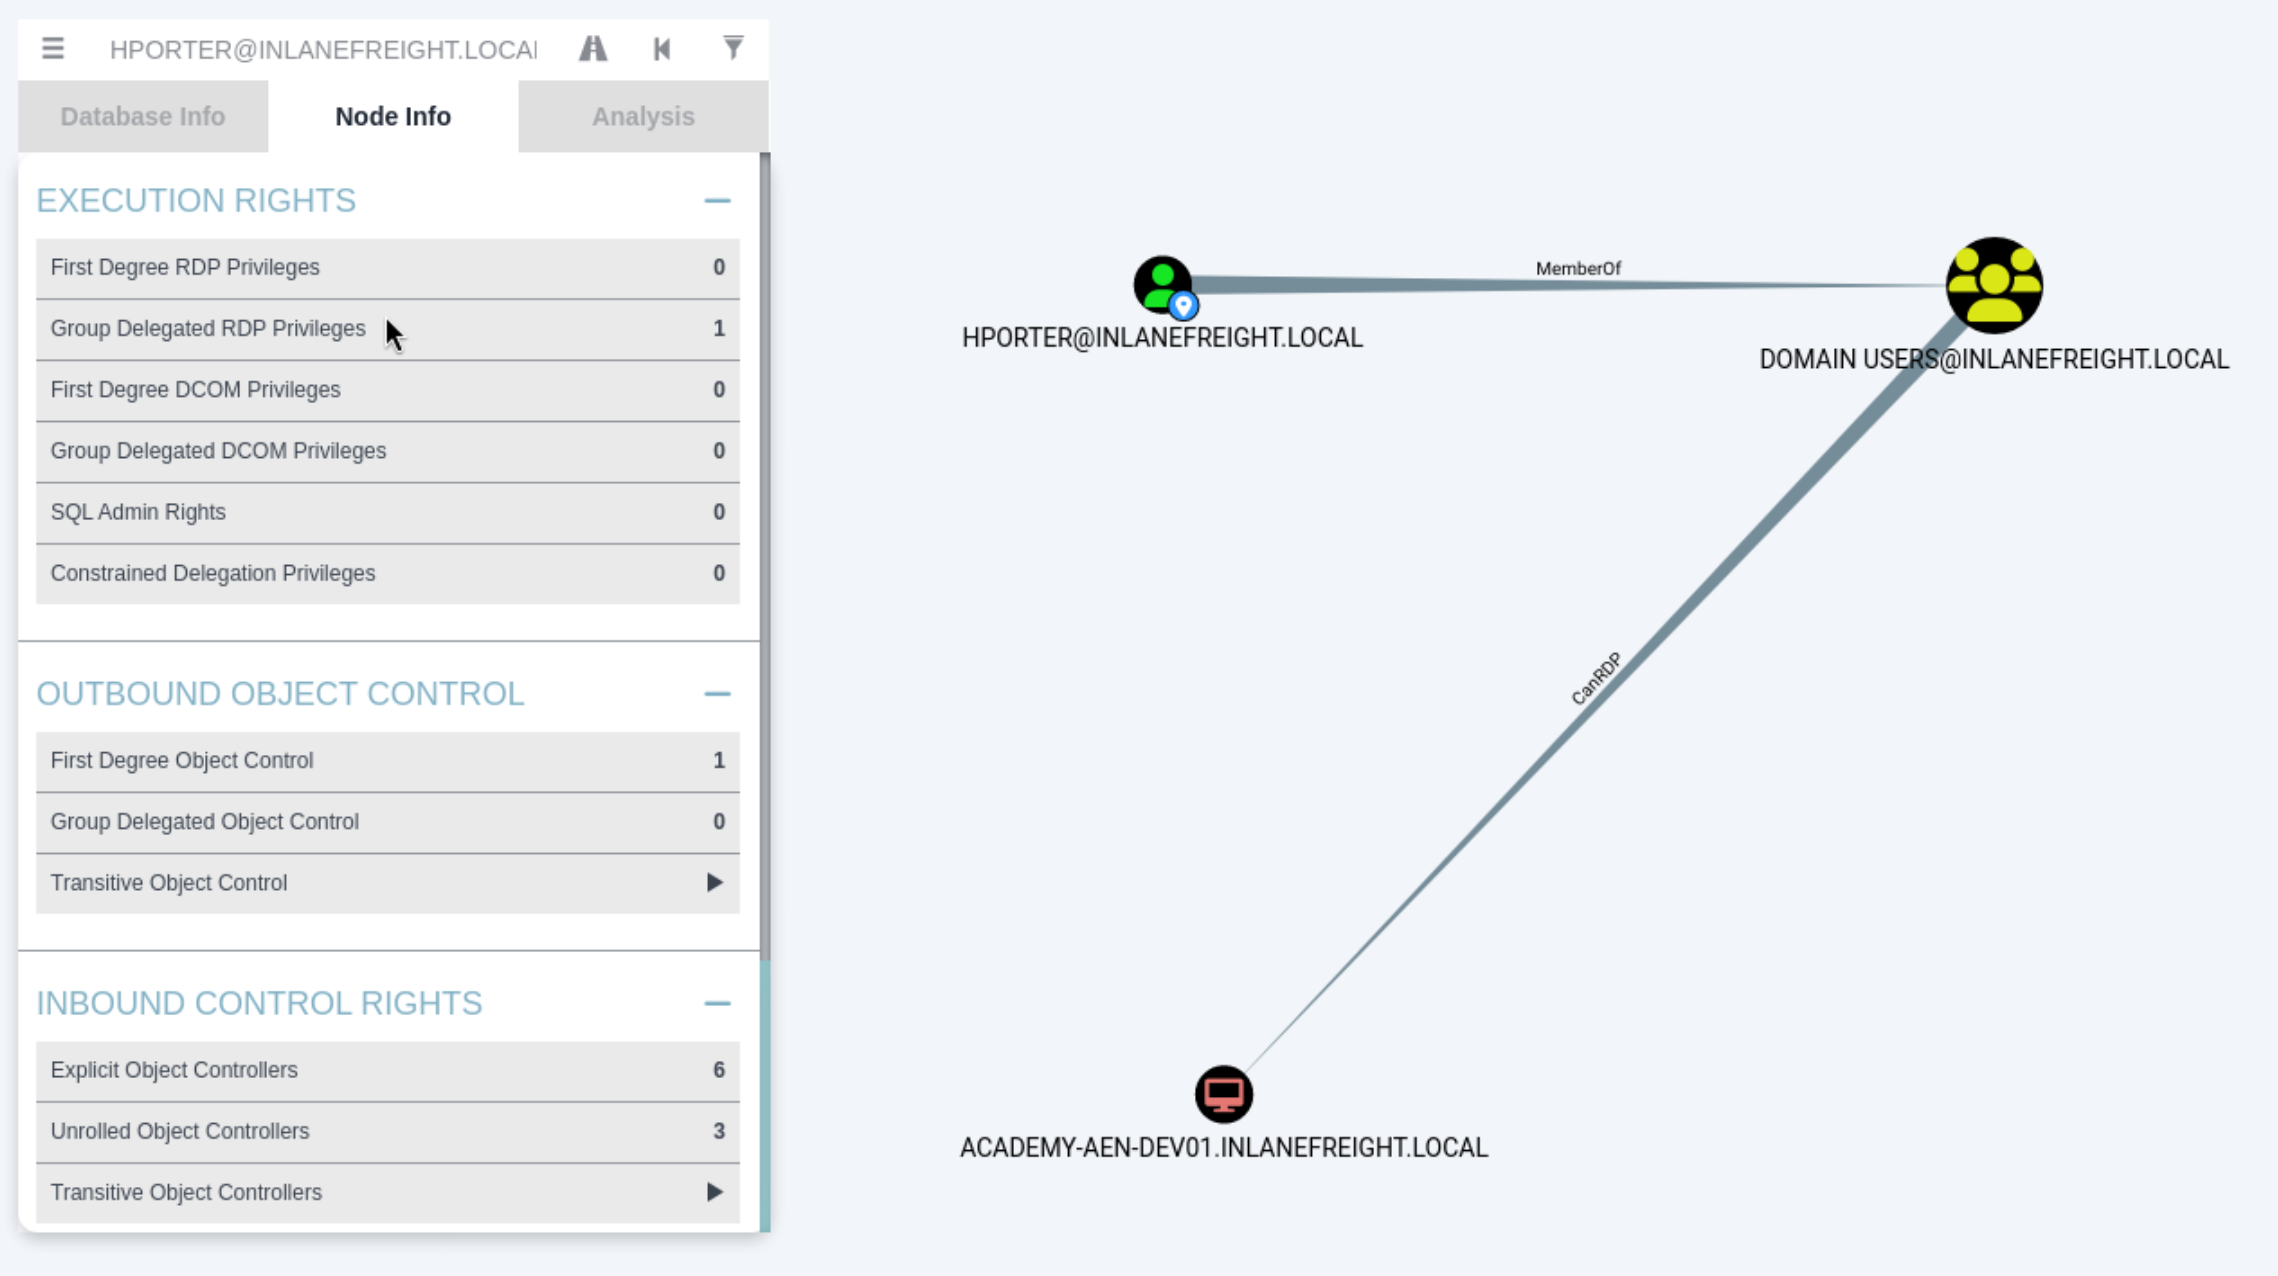 HPORTER@INLANEFREIGHT.LOCAL
Database Info
Node Info
Analysis
EXECUTION RIGHTS
First Degree RDP Privileges 0
Group Delegated RDP Privileges 1
First Degree DCOM Privileges 0
Group Delegated DCOM Privileges 0
SQL Admin Rights 0
Constrained Delegation Privileges 0
OUTBOUND OBJECT CONTROL
First Degree Object Control 1
Group Delegated Object Control 0
Transitive Object Control
INBOUND CONTROL RIGHTS
Explicit Object Controllers 6
Unrolled Object Controllers 3
Transitive Object Controllers
MemberOf
HPORTER@INLANEFREIGHT.LOCAL
DOMAIN USERS@INLANEFREIGHT.LOCAL
CanRDP
ACADEMY-AEN-DEV01.INLANEFREIGHT.LOCAL